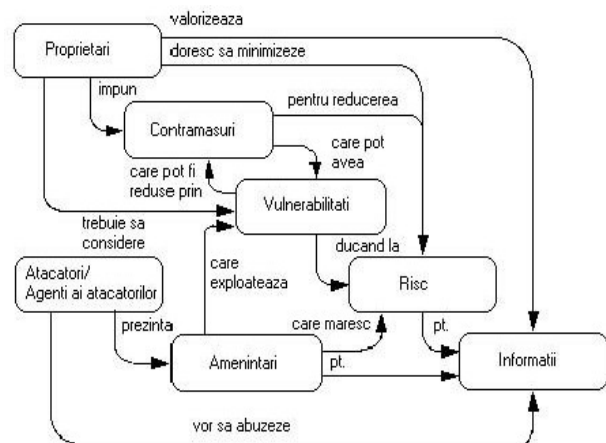 valorizeaza
Proprietari
doresc sa minimizeze
impun
pentru reducerea
Contramasuri
care pot
avea
care pot fi
reduse prin
Vulnerabilitati
trebuie sa
considere
ducand la
care
exploateaza
Atacatori/
Agenti ai atacatorilor
Risc
prezinta
care maresc
pt.
Amenintari
pt.
Informatii
vor sa abuzeze